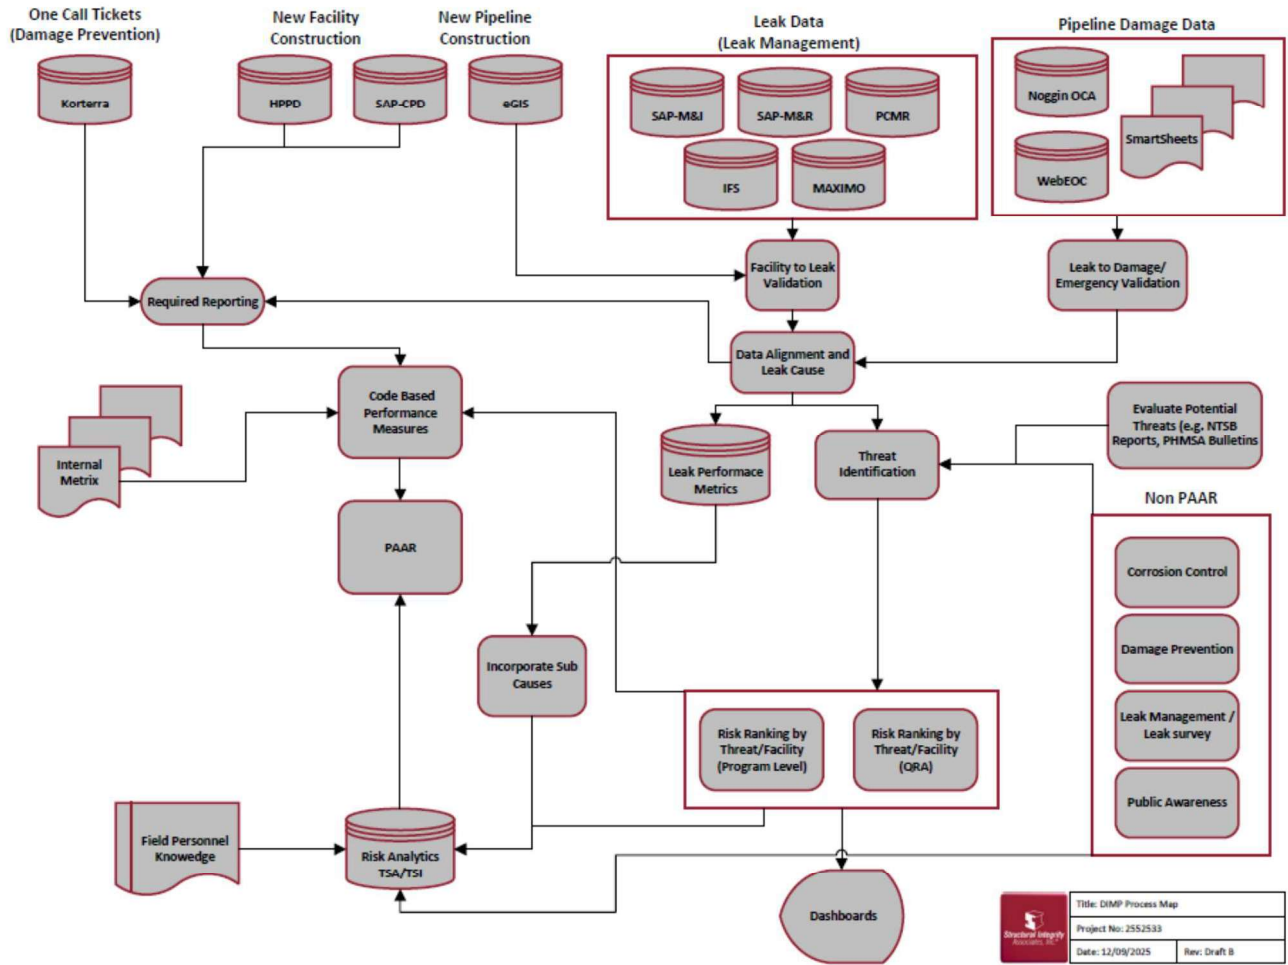 One Call Tickets
(Damage Prevention)
New Facility
Construction
New Pipeline
Construction
Leak Data
(Leak Management)
Pipeline Damage Data
Korterra
HPPD
SAP-CPD
eGIS
SAP-M&I
SAP-M&R
PCMR
IFS
MAXIMO
Noggin OCA
SmartSheets
WebEOC
Facility to Leak
Validation
Leak to Damage/
Emergency Validation
Required Reporting
Data Alignment and
Leak Cause
Code Based
Performance
Measures
Evaluate Potential
Threats (e.g. NTSB
Reports, PHMSA Bulletins
Internal
Metrix
Leak Performace
Metrics
Threat
Identification
Non PAAR
PAAR
Corrosion Control
Damage Prevention
Incorporate Sub
Causes
Leak Management /
Leak survey
Risk Ranking by
Threat/Facility
(Program Level)
Risk Ranking by
Threat/Facility
(QRA)
Public Awareness
Field Personnel
Knowedge
Risk Analytics
TSA/TSI
Dashboards
Structural Integrity
Associates, Inc.®
Title: DIMP Process Map
Project No: 2552533
Date: 12/09/2025
Rev: Draft B